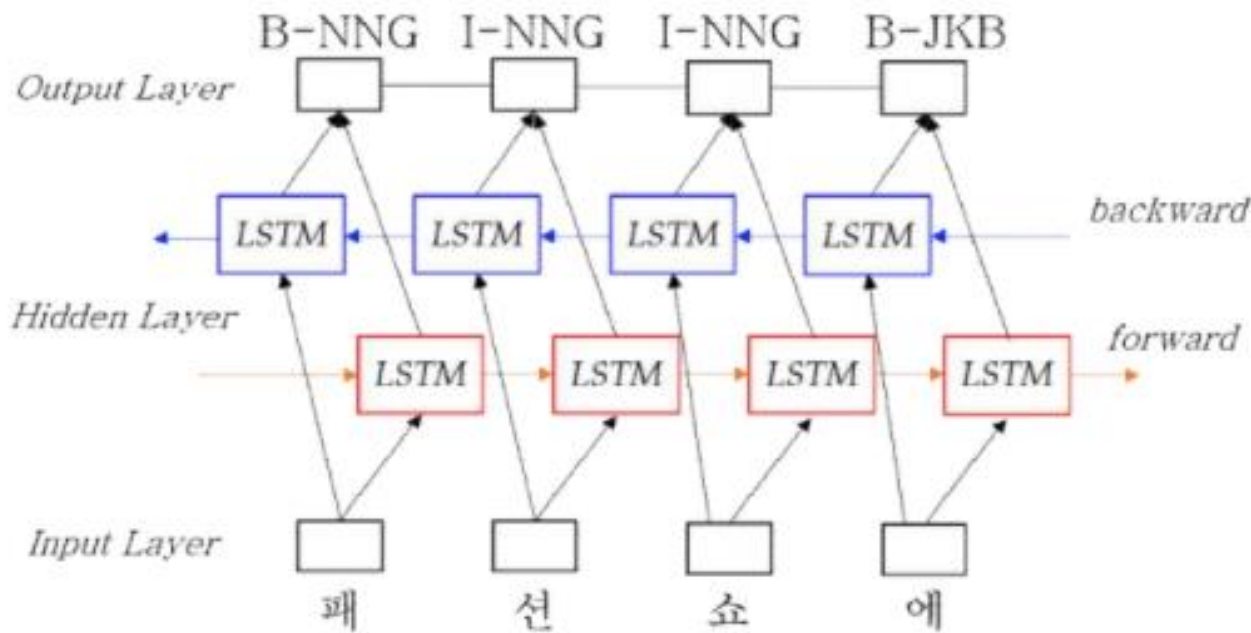 B-NNG I-NNG I-NNG B-JKB
Output Layer
LSTM LSTM LSTM LSTM backward
Hidden Layer
LSTM LSTM LSTM LSTM forward
Input Layer
패 션 쇼 에